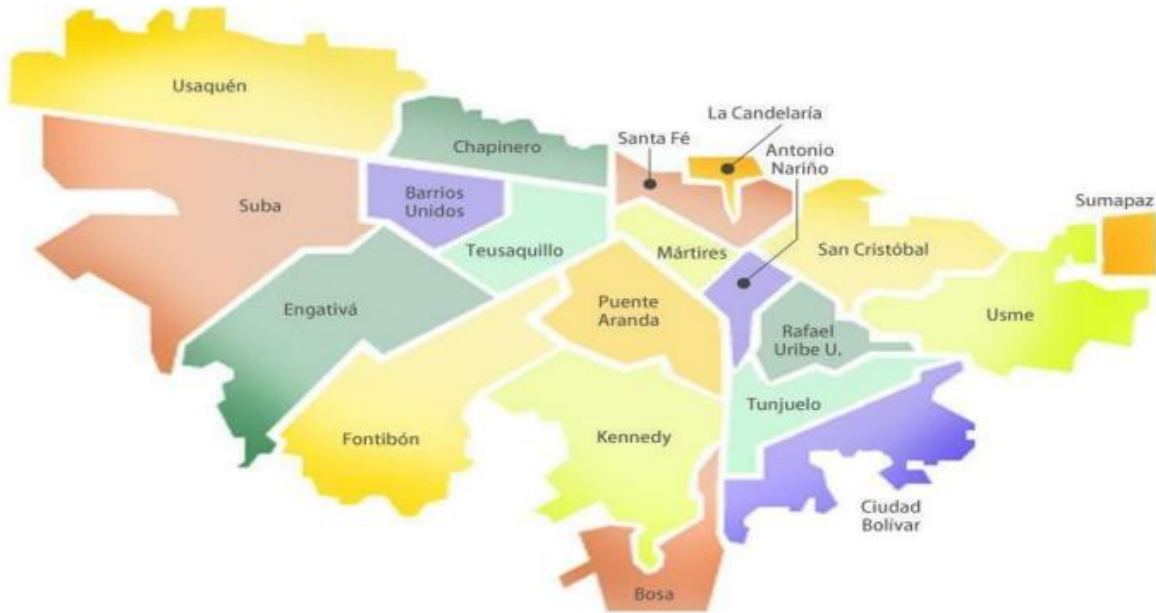 Usaquén
La Candelaría
Santa Fé
Antonio
Nariño
Chapinero
Barrios
Unidos
Suba
Sumapaz
Teusaquillo
Mártires
San Cristóbal
Engativá
Puente
Aranda
Usme
Rafael
Uribe U.
Tunjuelo
Fontibón
Kennedy
Ciudad
Bolívar
Bosa